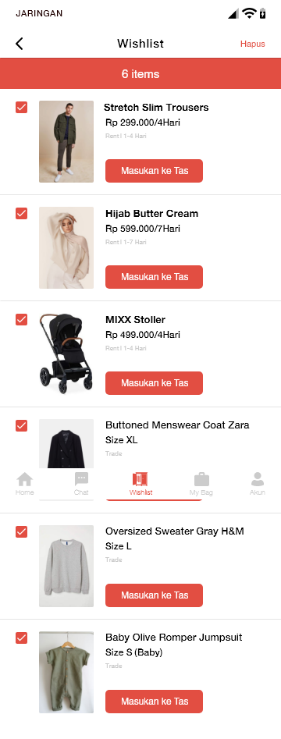 JARINGAN
Wishlist
Hapus
6 items
Stretch Slim Trousers
Rp 299.000/4Hari
Rent l 1-4 Hari
Masukan ke Tas
Hijab Butter Cream
Rp 599.000/7Hari
Rent l 1-7 Hari
Masukan ke Tas
MIXX Stoller
Rp 499.000/4Hari
Rent l 1-4 Hari
Masukan ke Tas
Buttoned Menswear Coat Zara
Size XL
Trade
Home
Chat
Wishlist
My Bag
Akun
Oversized Sweater Gray H&M
Size L
Trade
Masukan ke Tas
Baby Olive Romper Jumpsuit
Size S (Baby)
Trade
Masukan ke Tas